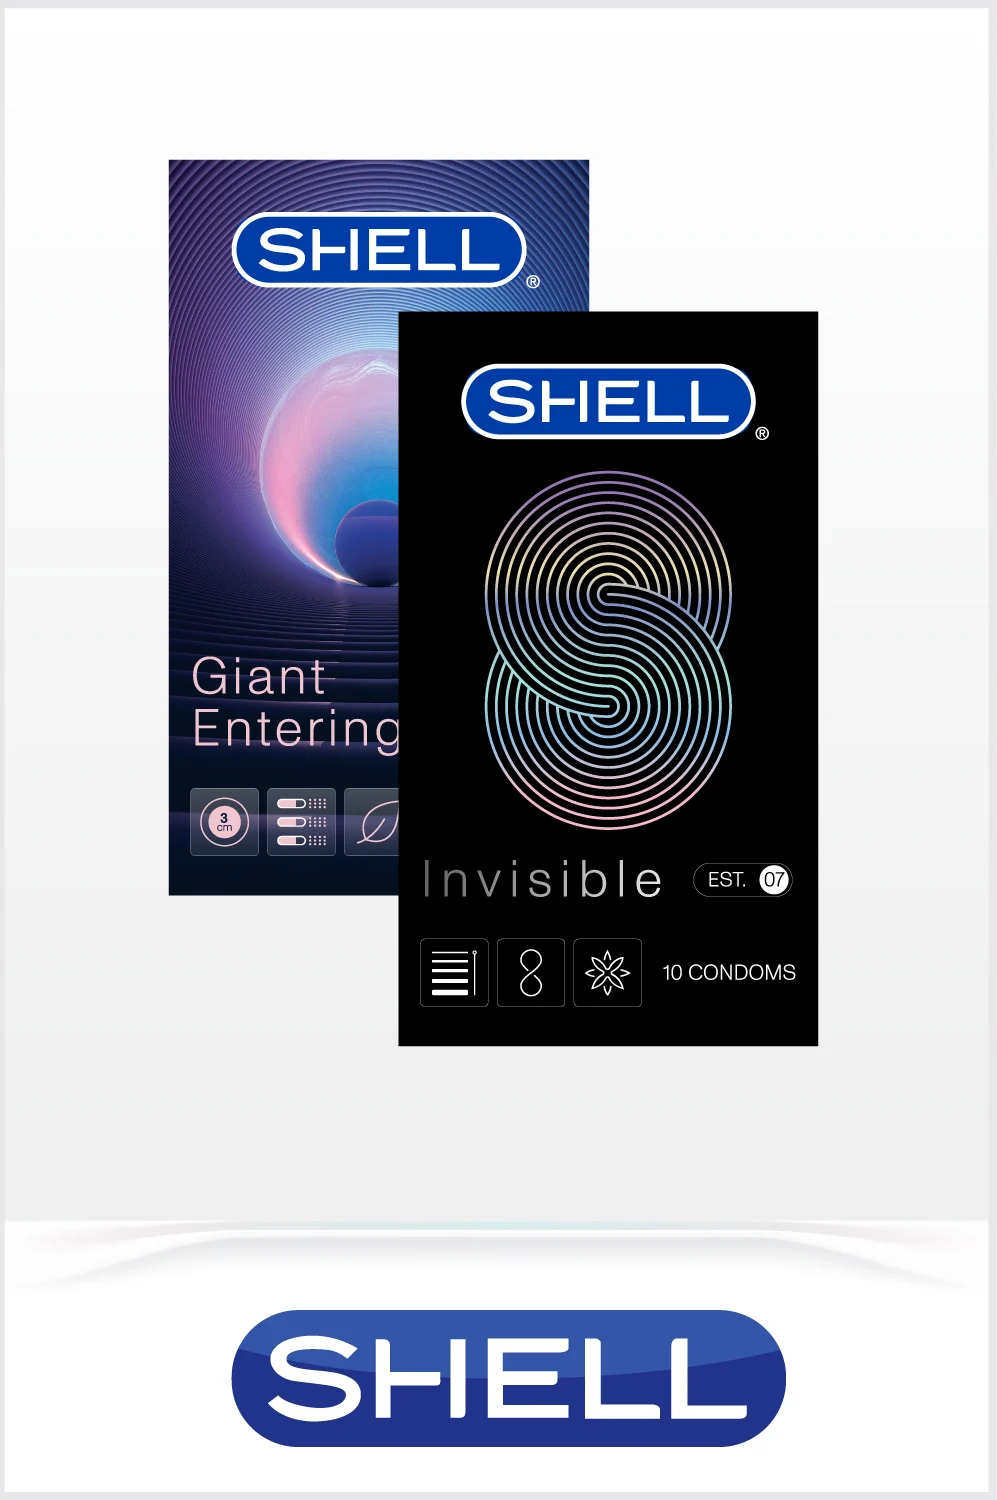 SHELL
®
Giant
Entering
3
cm
SHELL
®
Invisible
EST. 07
10 CONDOMS
SHELL